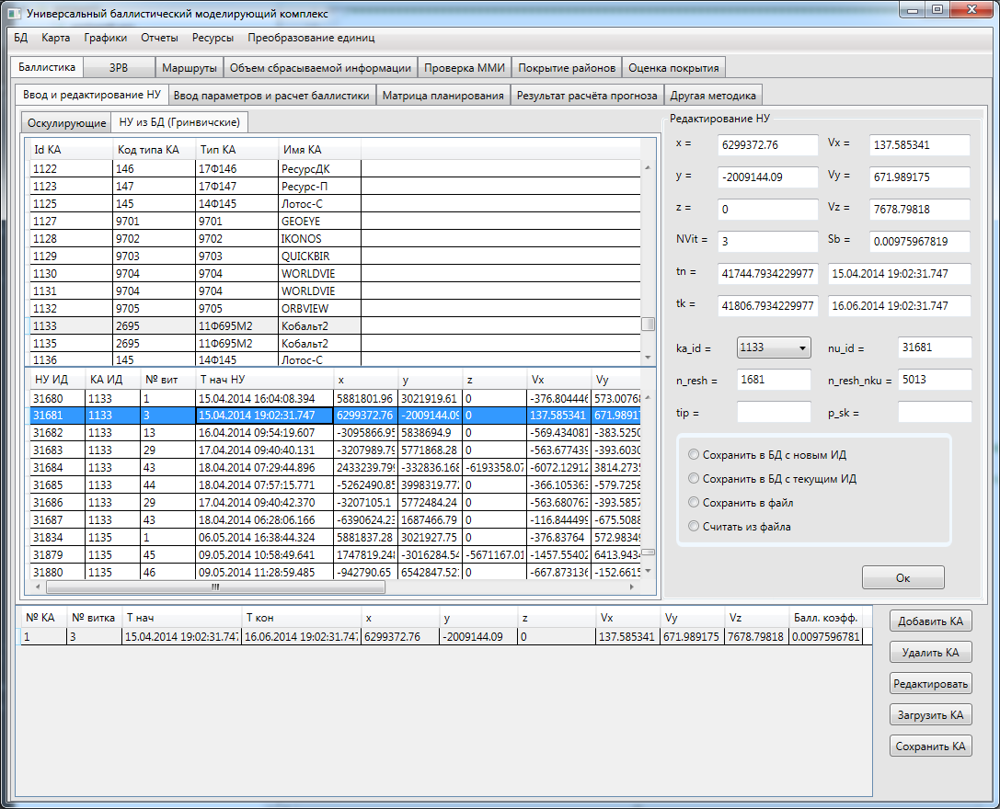 Универсальный баллистический моделирующий комплекс
БД Карта Графики Отчеты Ресурсы Преобразование единиц
Баллистика ЗРВ Маршруты Объем сбрасываемой информации Проверка ММИ Покрытие районов Оценка покрытия
Ввод и редактирование НУ Ввод параметров и расчет баллистики Матрица планирования Результат расчёта прогноза Другая методика
Оскулирующие НУ из БД (Гринвичские)
Id КА Код типа КА Тип КА Имя КА
1122 146 17Ф146 РесурсДК
1123 147 17Ф147 Ресурс-П
1125 145 14Ф145 Лотос-С
1127 9701 9701 GEOEYE
1128 9702 9702 IKONOS
1129 9703 9703 QUICKBIR
1130 9704 9704 WORLDVIE
1131 9704 9704 WORLDVIE
1132 9705 9705 ORBVIEW
1133 2695 11Ф695М2 Кобальт2
1135 2695 11Ф695М2 Кобальт2
1136 145 14Ф145 Лотос-С
НУ ИД КА ИД № вит Т нач НУ x y z Vx Vy
31680 1133 1 15.04.2014 16:04:08.394 5881801.96 3021919.61 0 -376.804446 573.00768
31681 1133 3 15.04.2014 19:02:31.747 6299372.76 -2009144.09 0 137.585341 671.98917
31682 1133 13 16.04.2014 09:54:19.607 -3095866.95 5838694.9 0 -569.434081 -383.5250
31683 1133 29 17.04.2014 09:40:40.131 -3207989.79 5771868.28 0 -563.677439 -393.6030
31684 1133 43 18.04.2014 07:29:44.896 2433239.799 -332836.168 -6193358.07 -6072.12912 3814.2735
31685 1133 44 18.04.2014 07:57:15.771 -5262490.85 3998319.772 0 -366.105363 -579.7258
31686 1133 29 17.04.2014 09:40:42.370 -3207105.1 5772484.24 0 -563.680763 -393.5857
31687 1133 43 18.04.2014 06:28:06.166 -6390624.23 1687466.79 0 -116.844499 -675.5088
31834 1135 1 06.05.2014 16:38:44.324 5881837.28 3021927.75 0 -376.83764 572.98349
31879 1135 45 09.05.2014 10:58:49.641 1747819.248 -3016284.54 -5671167.01 -1457.55402 6413.9434
31880 1135 46 09.05.2014 11:28:59.485 -942790.65 6542847.521 0 -667.873136 -152.6615
Редактирование НУ
x = 6299372.76 Vx = 137.585341
y = -2009144.09 Vy = 671.989175
z = 0 Vz = 7678.79818
NVit = 3 Sb = 0.00975967819
tn = 41744.7934229977 15.04.2014 19:02:31.747
tk = 41806.7934229977 16.06.2014 19:02:31.747
ka_id = 1133 nu_id = 31681
n_resh = 1681 n_resh_nku = 5013
tip = p_sk =
Сохранить в БД с новым ИД
Сохранить в БД с текущим ИД
Сохранить в файл
Считать из файла
Ок
№ КА № витка Т нач Т кон x y z Vx Vy Vz Балл. коэфф.
1 3 15.04.2014 19:02:31.747 16.06.2014 19:02:31.747 6299372.76 -2009144.09 0 137.585341 671.989175 7678.79818 0.0097596781
Добавить КА
Удалить КА
Редактировать
Загрузить КА
Сохранить КА